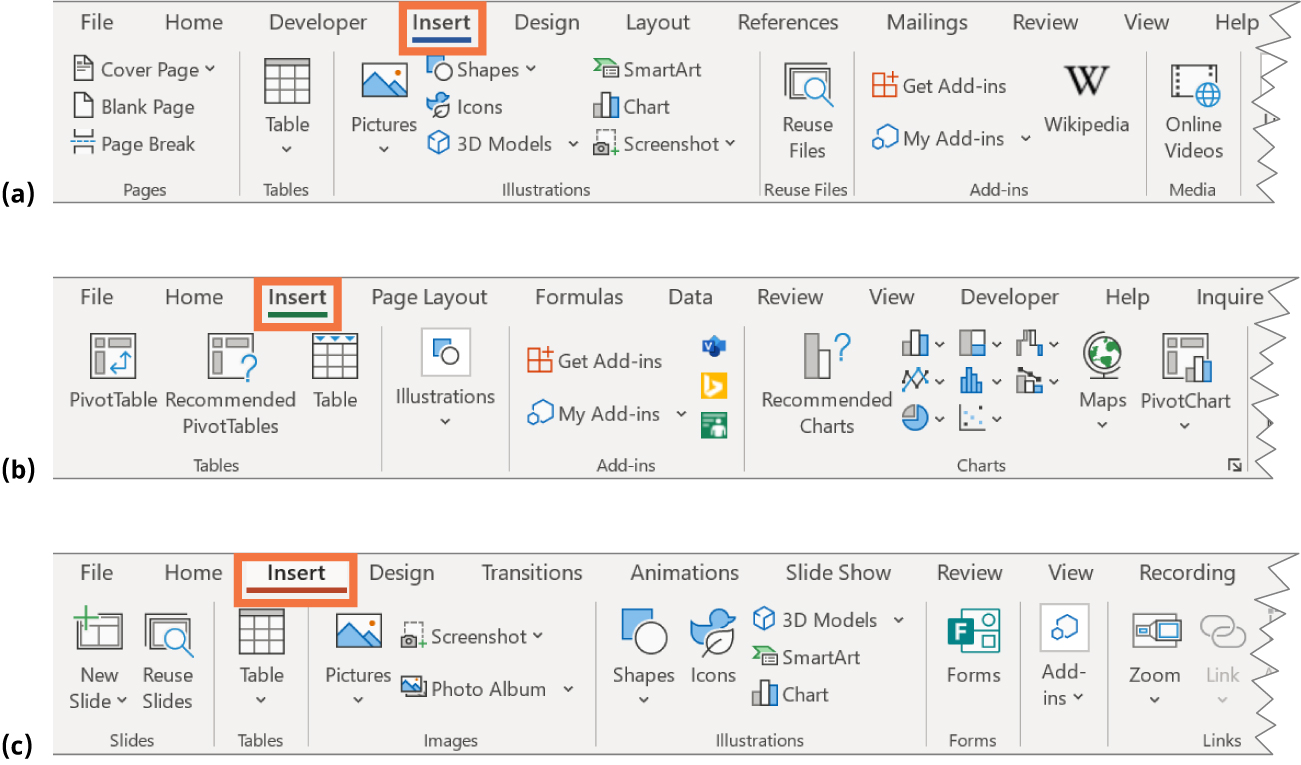 File Home Developer Insert Design Layout References Mailings Review View Help
Cover Page
Blank Page
Page Break
Pages
Table
Tables
Pictures
Shapes
Icons
3D Models
SmartArt
Chart
Screenshot
Illustrations
Reuse
Files
Reuse Files
Get Add-ins
My Add-ins
W
Wikipedia
Add-ins
Online
Videos
Media
(a)
File Home Insert Page Layout Formulas Data Review View Developer Help Inquire
PivotTable
Recommended
PivotTables
Table
Tables
Illustrations
Get Add-ins
My Add-ins
Add-ins
Recommended
Charts
Maps
PivotChart
Charts
(b)
File Home Insert Design Transitions Animations Slide Show Review View Recording
New
Slide
Reuse
Slides
Slides
Table
Tables
Pictures
Screenshot
Photo Album
Images
Shapes
Icons
3D Models
SmartArt
Chart
Illustrations
F
Forms
Forms
Add-
ins
Zoom
Link
Links
(c)